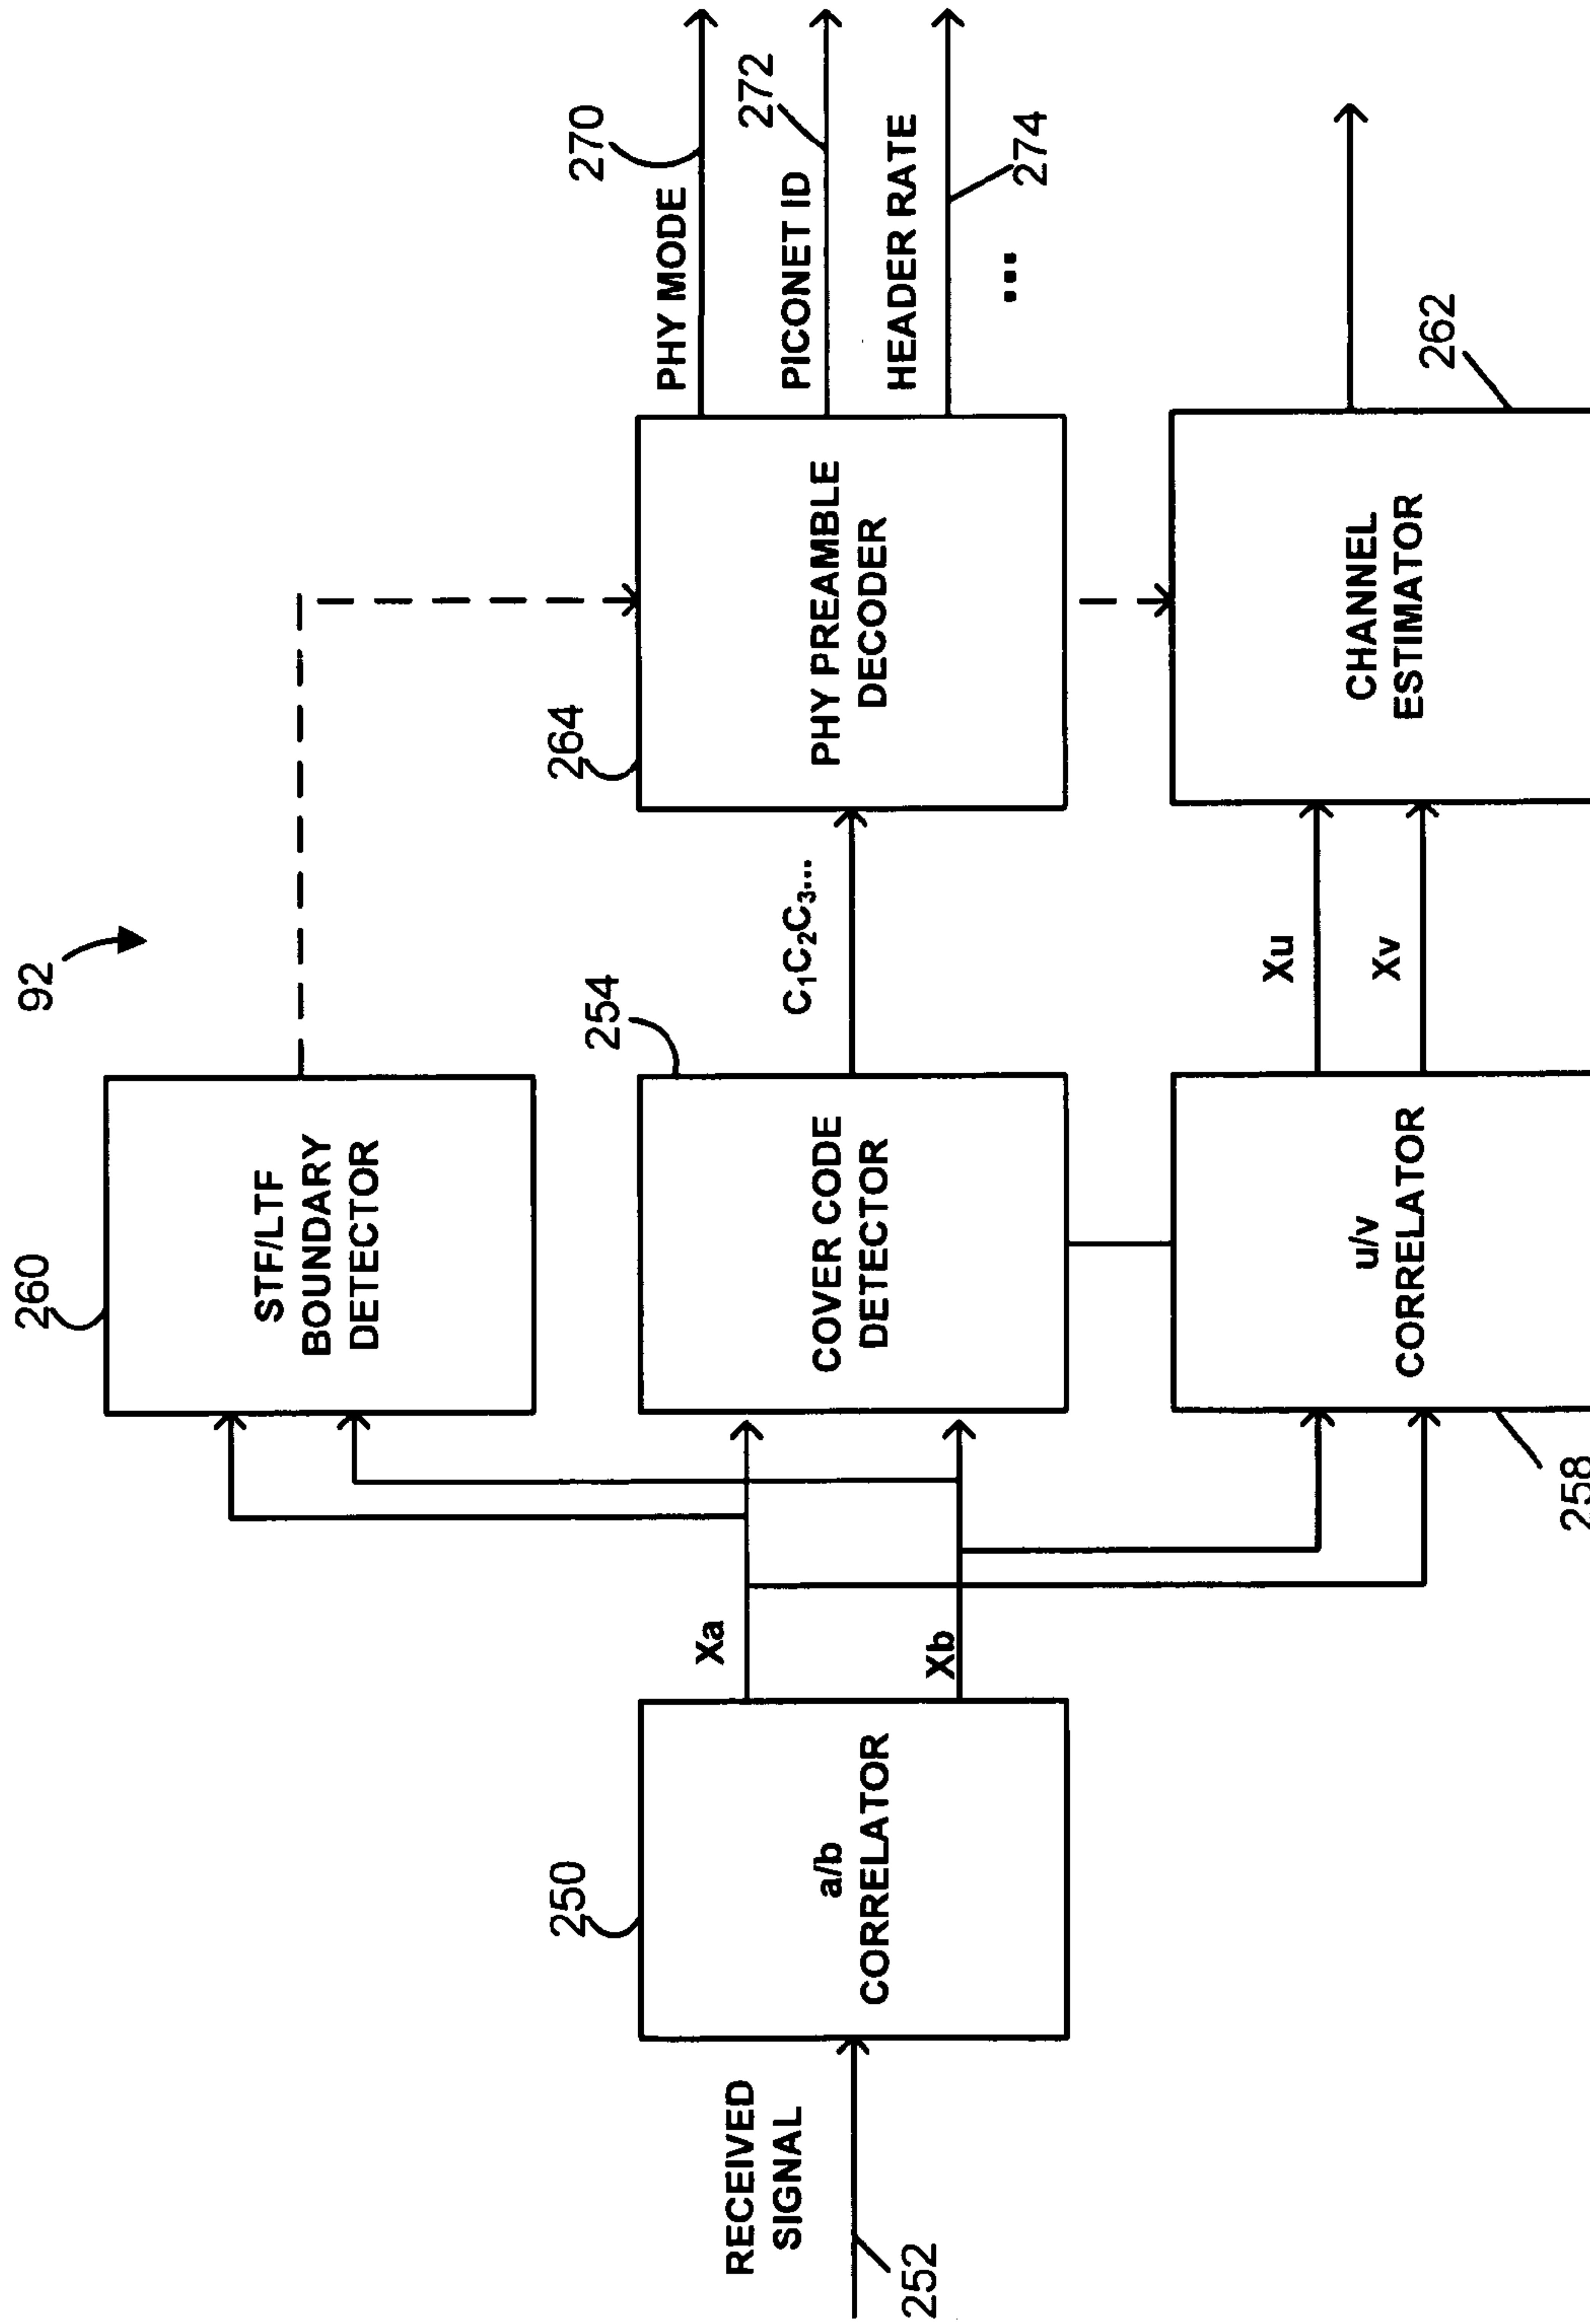 92
260
STF/LTF
BOUNDARY
DETECTOR
RECEIVED
SIGNAL
252
250
a/b
CORRELATOR
Xa
Xb
254
COVER CODE
DETECTOR
C₁C₂C₃...
264
PHY PREAMBLE
DECODER
PHY MODE
270
PICONET ID
272
HEADER RATE
274
...
258
u/v
CORRELATOR
Xu
Xv
CHANNEL
ESTIMATOR
262